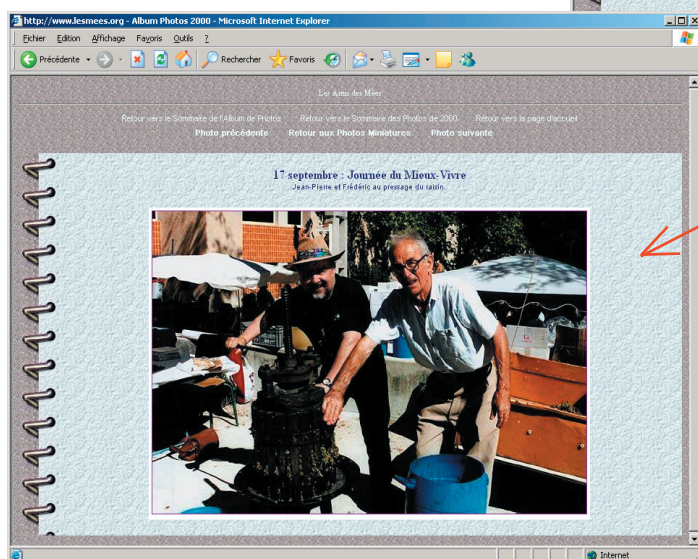 http://www.lesmees.org - Album Photos 2000 - Microsoft Internet Explorer
Fichier Edition Affichage Favoris Outils ?
Précédente Rechercher Favoris
Les Amis des Mées
Retour vers le Sommaire de l'Album de Photos Retour vers le Sommaire des Photos de 2000 Retour vers la page d'accueil
Photo précédente Retour aux Photos Miniatures Photo suivante
17 septembre : Journée du Mieux-Vivre
Jean-Pierre et Frédéric au pressage du raisin.
Internet